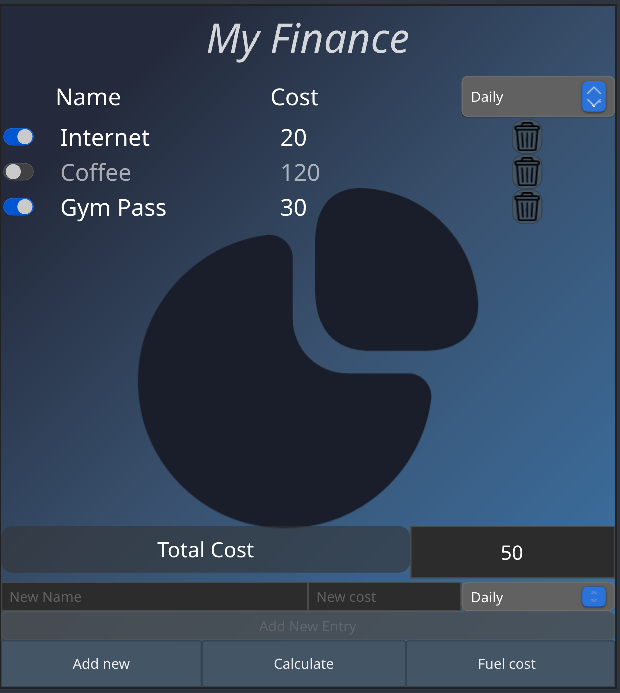 My Finance
Name Cost Daily
Internet 20
Coffee 120
Gym Pass 30
Total Cost 50
New Name New cost Daily
Add New Entry
Add new Calculate Fuel cost